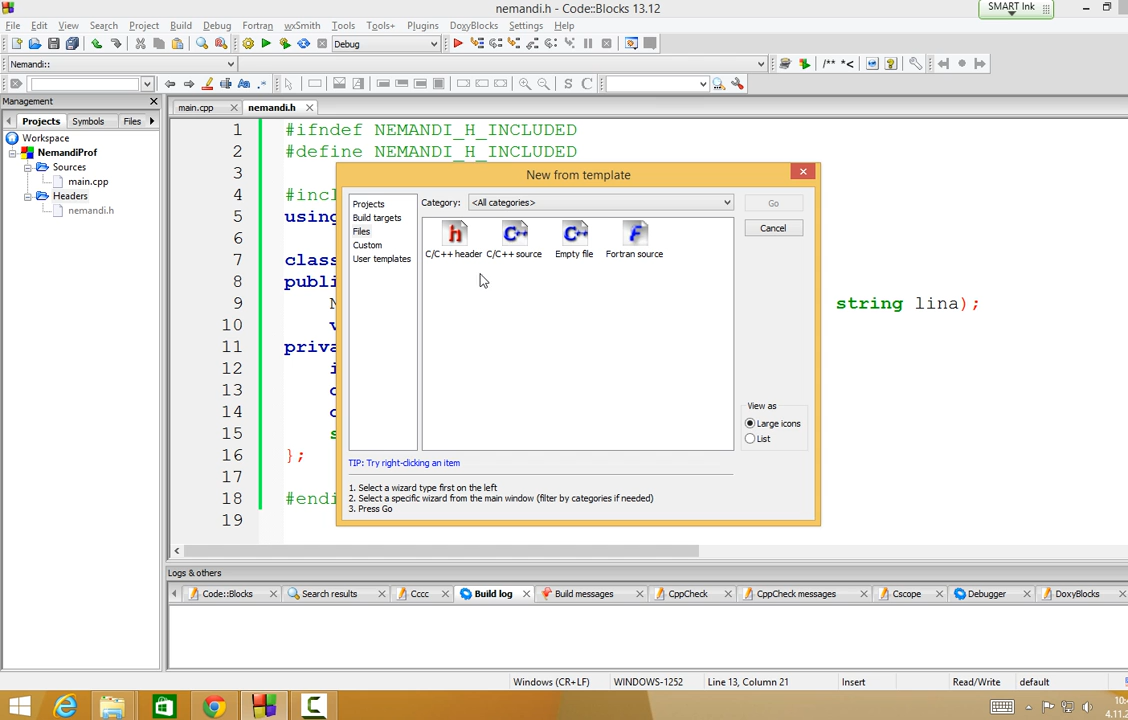 nemandi.h - Code::Blocks 13.12
SMART Ink
File Edit View Search Project Build Debug Fortran wxSmith Tools Tools+ Plugins DoxyBlocks Settings Help
Debug
Nemandi::
/** *<
S C
Management
main.cpp nemandi.h
Projects Symbols Files
Workspace
NemandiProf
Sources
main.cpp
Headers
nemandi.h
1 #ifndef NEMANDI_H_INCLUDED
2 #define NEMANDI_H_INCLUDED
3
4
5
6
7
8
9 string lina);
10
11
12
13
14
15
16 };
17
18
19
New from template
Projects
Build targets
Files
Custom
User templates
Category: <All categories>
Go
Cancel
C/C++ header C/C++ source Empty file Fortran source
View as
Large icons
List
TIP: Try right-clicking an item
1. Select a wizard type first on the left
2. Select a specific wizard from the main window (filter by categories if needed)
3. Press Go
Logs & others
Code::Blocks Search results Cccc Build log Build messages CppCheck CppCheck messages Cscope Debugger DoxyBlocks
Windows (CR+LF) WINDOWS-1252 Line 13, Column 21 Insert Read/Write default